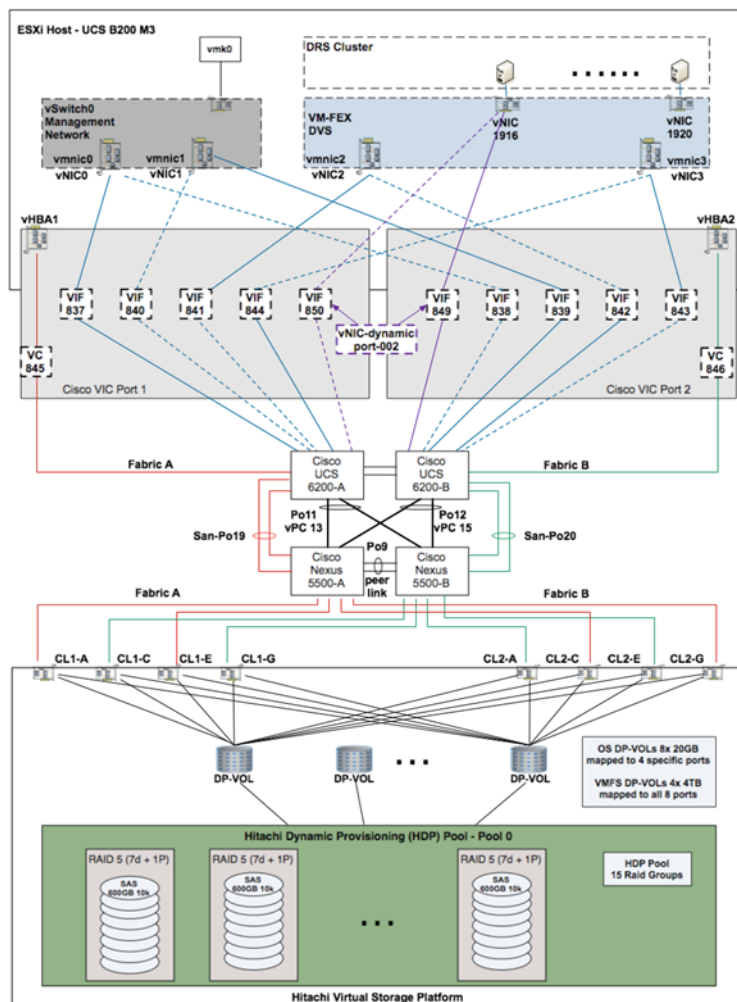 ESXi Host - UCS B200 M3
vmk0
DRS Cluster
vSwitch0
Management
Network
VM-FEX
DVS
vNIC
1916
vNIC
1920
vmnic0
vNIC0
vmnic1
vNIC1
vmnic2
vNIC2
vmnic3
vNIC3
vHBA1
vHBA2
VIF
837
VIF
840
VIF
841
VIF
844
VIF
850
VIF
849
VIF
838
VIF
839
VIF
842
VIF
843
vNIC-dynamic
port-002
VC
845
VC
846
Cisco VIC Port 1
Cisco VIC Port 2
Fabric A
Cisco
UCS
6200-A
Cisco
UCS
6200-B
Fabric B
Po11
vPC 13
Po12
vPC 15
San-Po19
San-Po20
Po9
Cisco
Nexus
5500-A
peer
link
Cisco
Nexus
5500-B
Fabric A
Fabric B
CL1-A
CL1-C
CL1-E
CL1-G
CL2-A
CL2-C
CL2-E
CL2-G
DP-VOL
DP-VOL
DP-VOL
OS DP-VOLs 8x 20GB
mapped to 4 specific ports
VMFS DP-VOLs 4x 4TB
mapped to all 8 ports
Hitachi Dynamic Provisioning (HDP) Pool - Pool 0
RAID 5 (7d + 1P)
SAS
600GB 10k
RAID 5 (7d + 1P)
SAS
600GB 10k
RAID 5 (7d + 1P)
SAS
600GB 10k
HDP Pool
15 Raid Groups
Hitachi Virtual Storage Platform